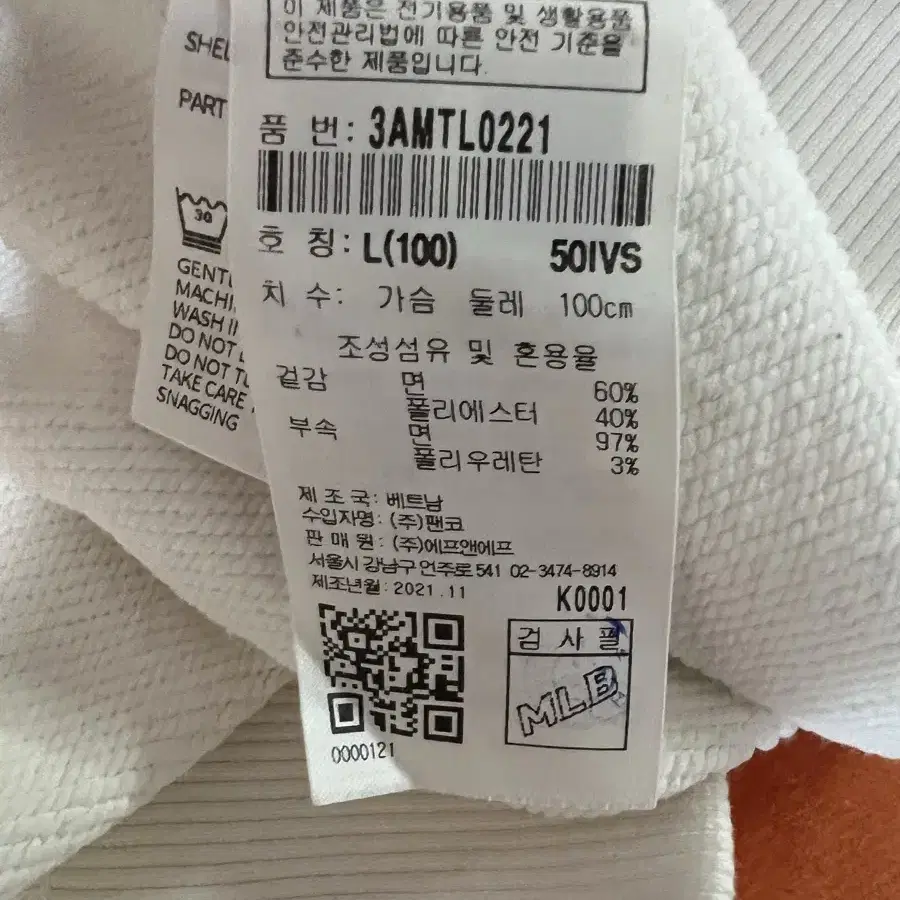 이 제품은 전기용품 및 생활용품
안전관리법에 따른 안전 기준을
준수한 제품입니다.
품 번: 3AMTL0221
호 칭: L(100) 50IVS
치 수: 가슴 둘레 100cm
조성섬유 및 혼용율
겉감 면 60%
폴리에스터 40%
부속 면 97%
폴리우레탄 3%
제 조 국: 베트남
수입자명: (주)팬코
판 매 원: (주)에프앤에프
서울시 강남구 언주로 541 02-3474-8914
제조년월: 2021.11
K0001
검 사 필
MLB
0000121
PART
30
WASH
DO NOT
DO NOT
TAKE CARE
SNAGGING